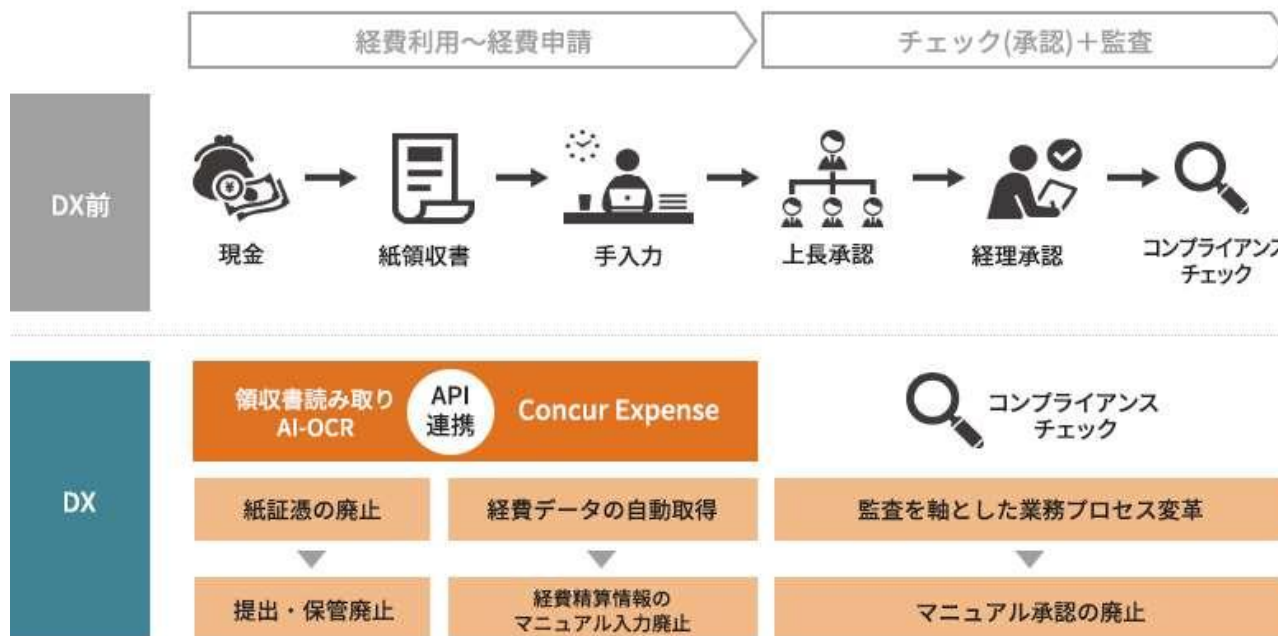 経費利用〜経費申請
チェック(承認)＋監査
DX前
現金
紙領収書
手入力
上長承認
経理承認
コンプライアンス
チェック
DX
領収書読み取り
AI-OCR
API
連携
Concur Expense
コンプライアンス
チェック
紙証憑の廃止
経費データの自動取得
監査を軸とした業務プロセス変革
提出・保管廃止
経費精算情報の
マニュアル入力廃止
マニュアル承認の廃止